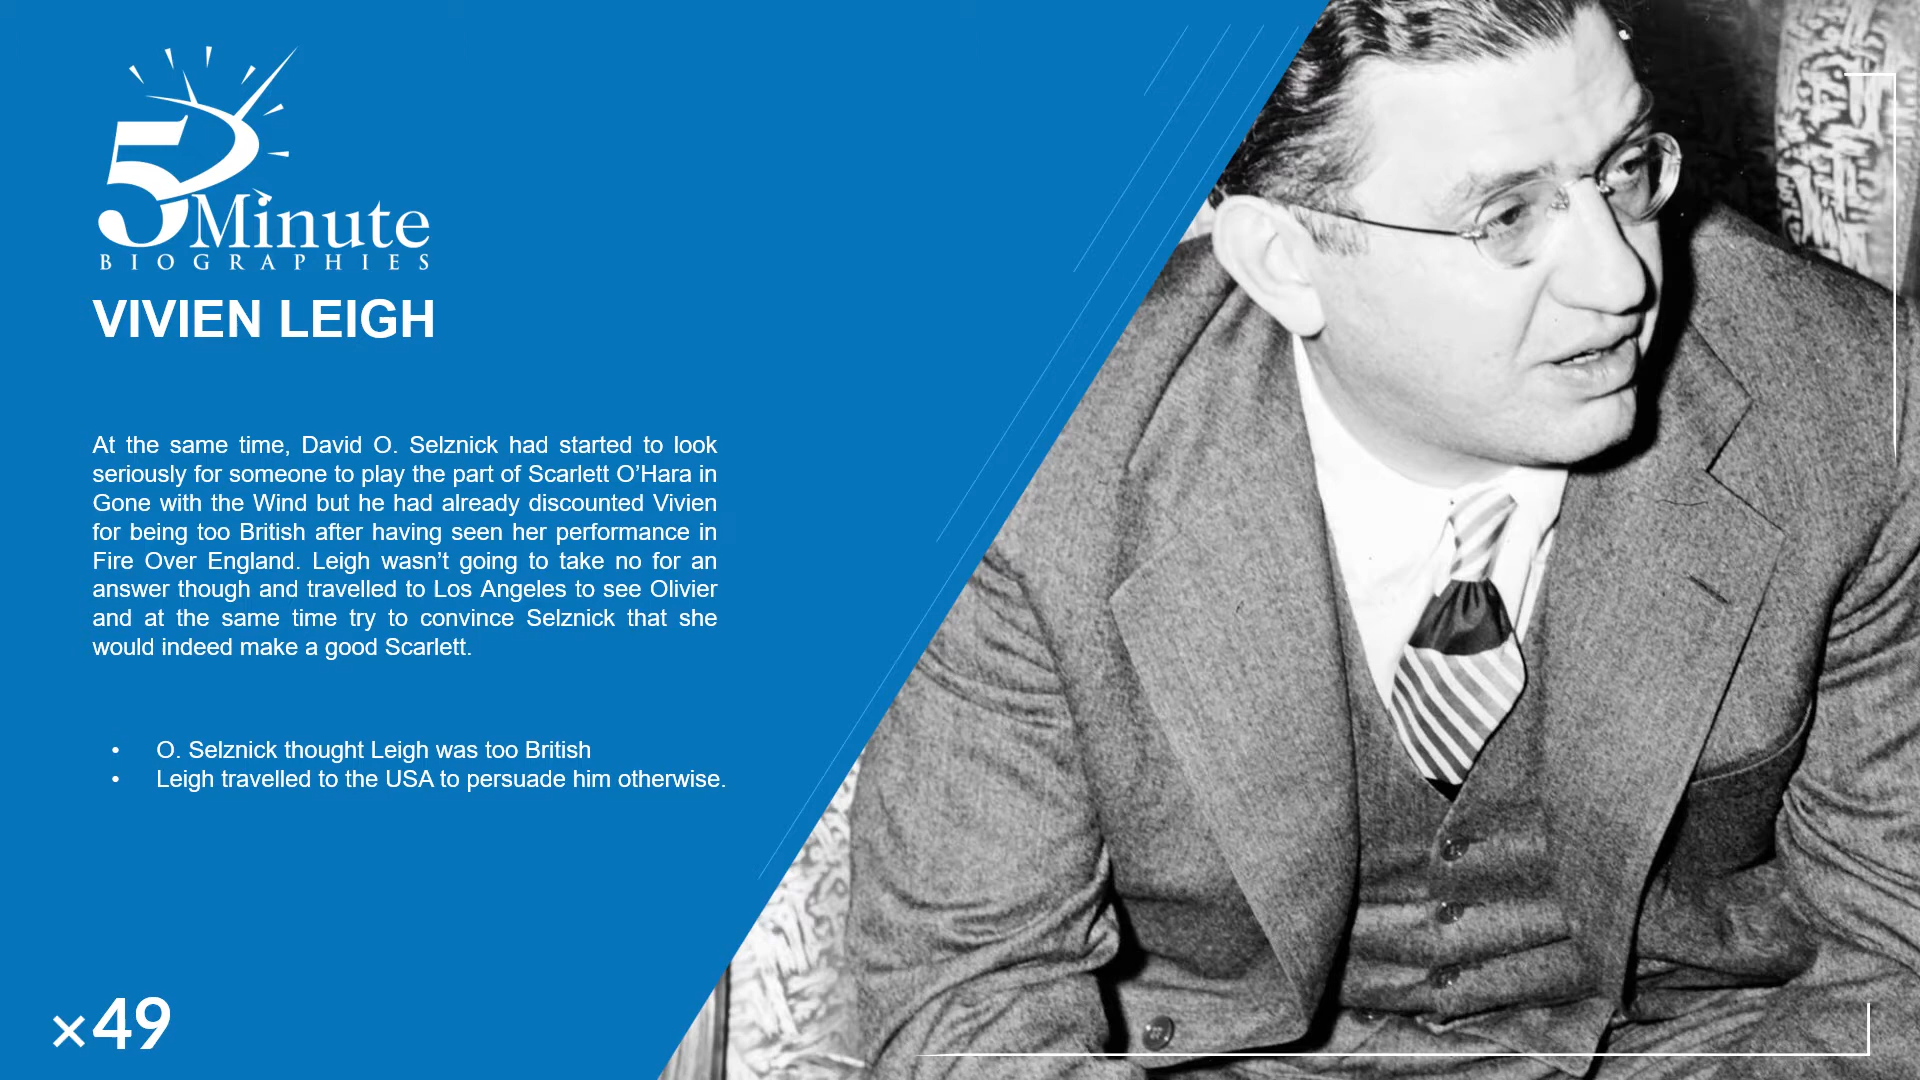 5 Minute
BIOGRAPHIES
VIVIEN LEIGH
At the same time, David O. Selznick had started to look
seriously for someone to play the part of Scarlett O’Hara in
Gone with the Wind but he had already discounted Vivien
for being too British after having seen her performance in
Fire Over England. Leigh wasn’t going to take no for an
answer though and travelled to Los Angeles to see Olivier
and at the same time try to convince Selznick that she
would indeed make a good Scarlett.
• O. Selznick thought Leigh was too British
• Leigh travelled to the USA to persuade him otherwise.
×49